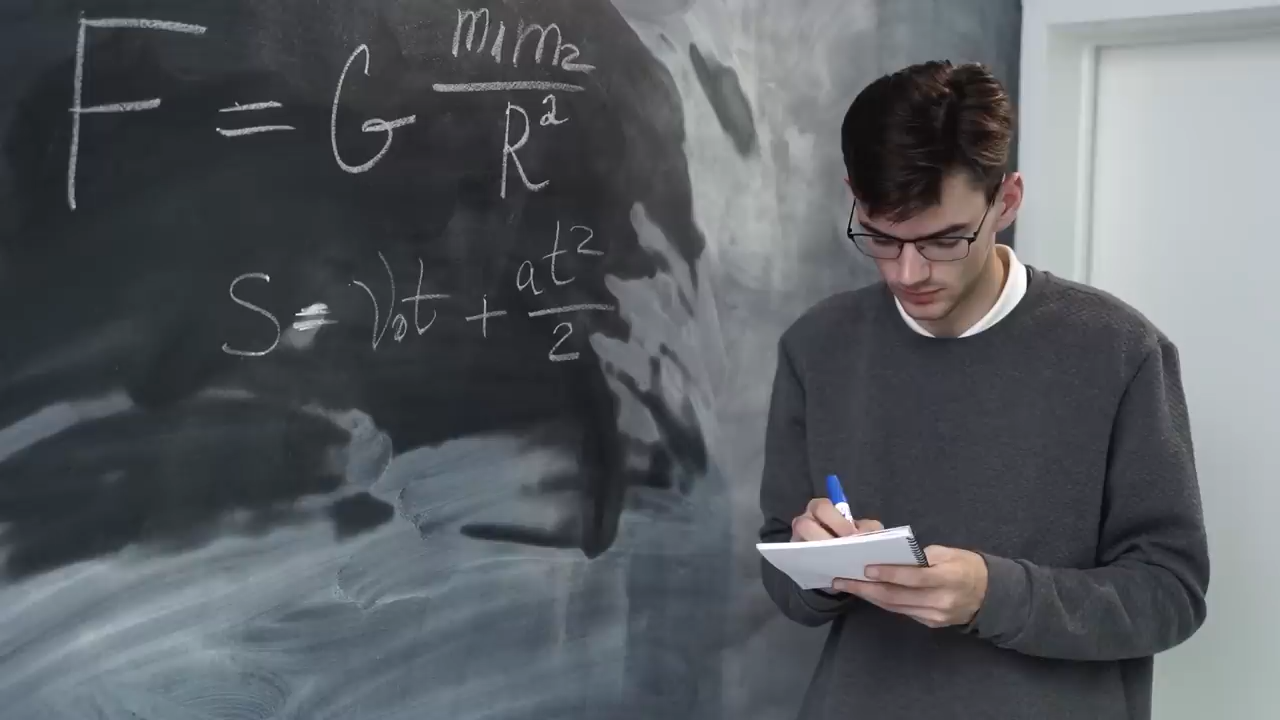 F = G m₁m₂/R²
S = V₀t + at²/2